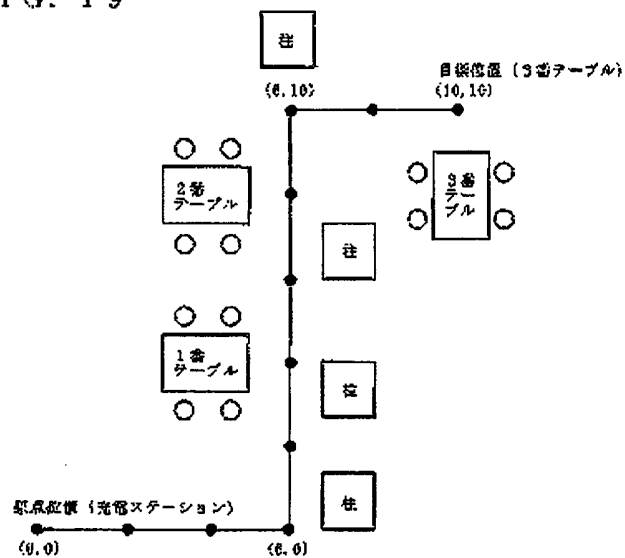 FIG. 19
柱
目標位置 (3番テーブル)
(6,10)
(10,10)
2番
テーブル
3番
テーブル
柱
1番
テーブル
柱
柱
原点位置 (充電ステーション)
(0,0)
(6,0)